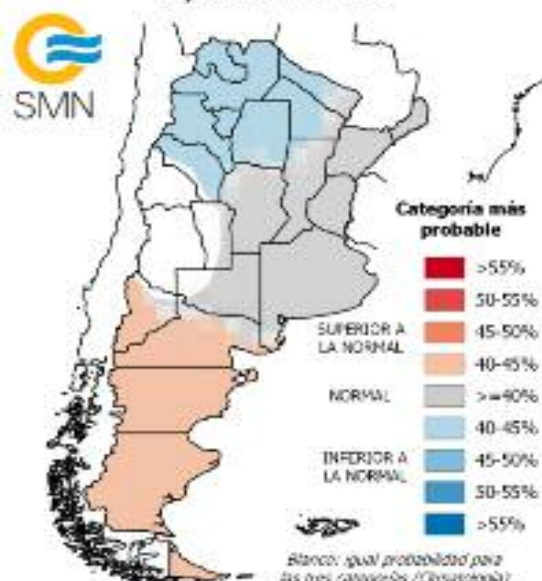 SMN
Categoría más
probable
>55%
50-55%
SUPERIOR A
LA NORMAL
45-50%
40-45%
NORMAL
>=40%
40-45%
INFERIOR A
LA NORMAL
45-50%
50-55%
>55%
Blanco: igual probabilidad para
las tres categorías (Climatología)